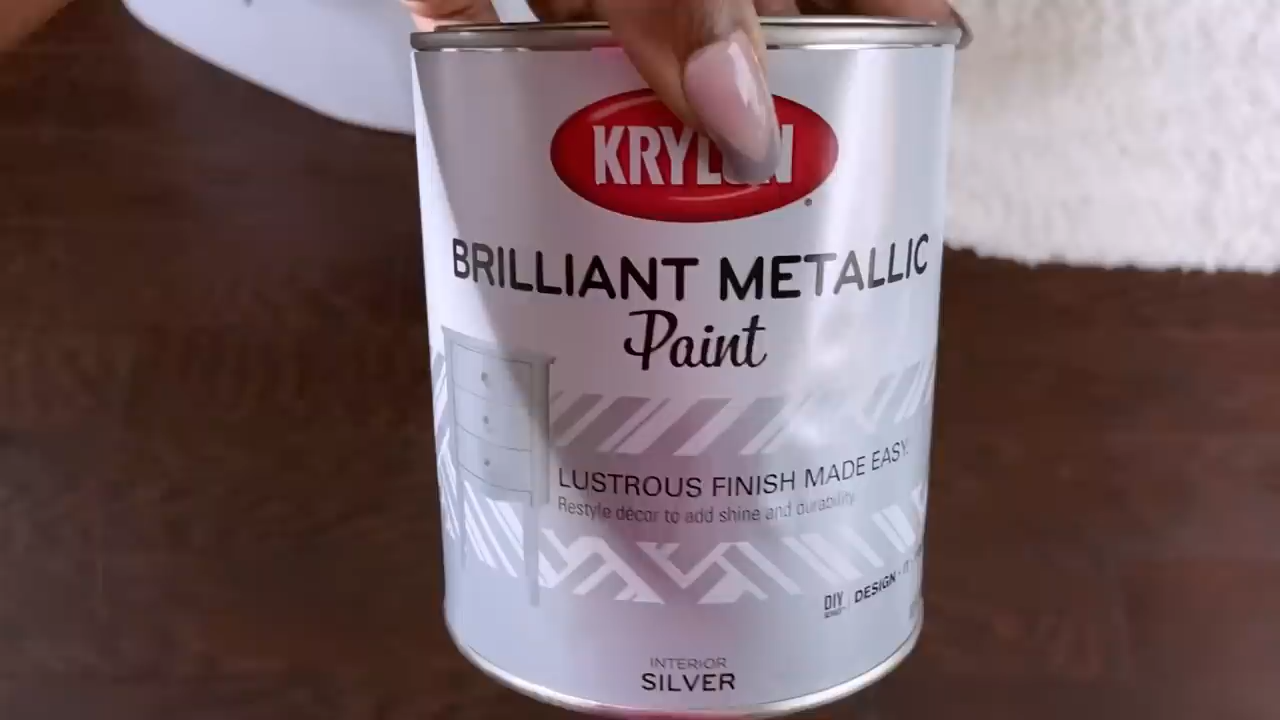 KRYLON
BRILLIANT METALLIC
Paint
LUSTROUS FINISH MADE EASY.
Restyle décor to add shine and durability
DIY
DESIGN · IT
INTERIOR
SILVER